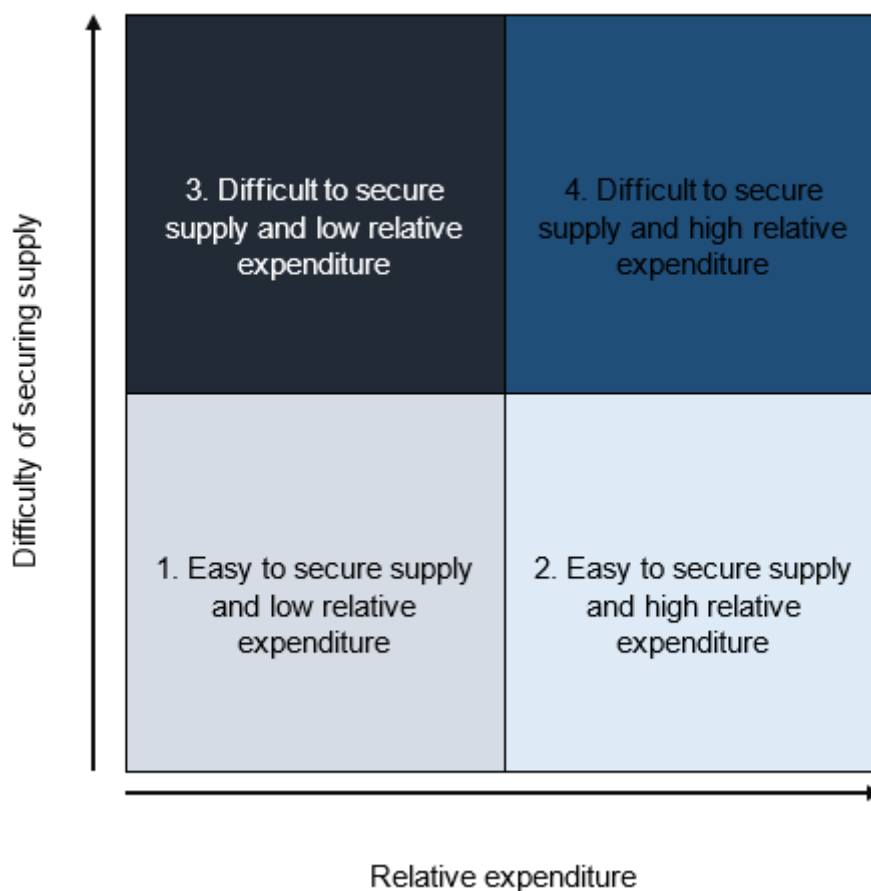 Difficulty of securing supply
3. Difficult to secure
supply and low relative
expenditure
4. Difficult to secure
supply and high relative
expenditure
1. Easy to secure supply
and low relative
expenditure
2. Easy to secure supply
and high relative
expenditure
Relative expenditure